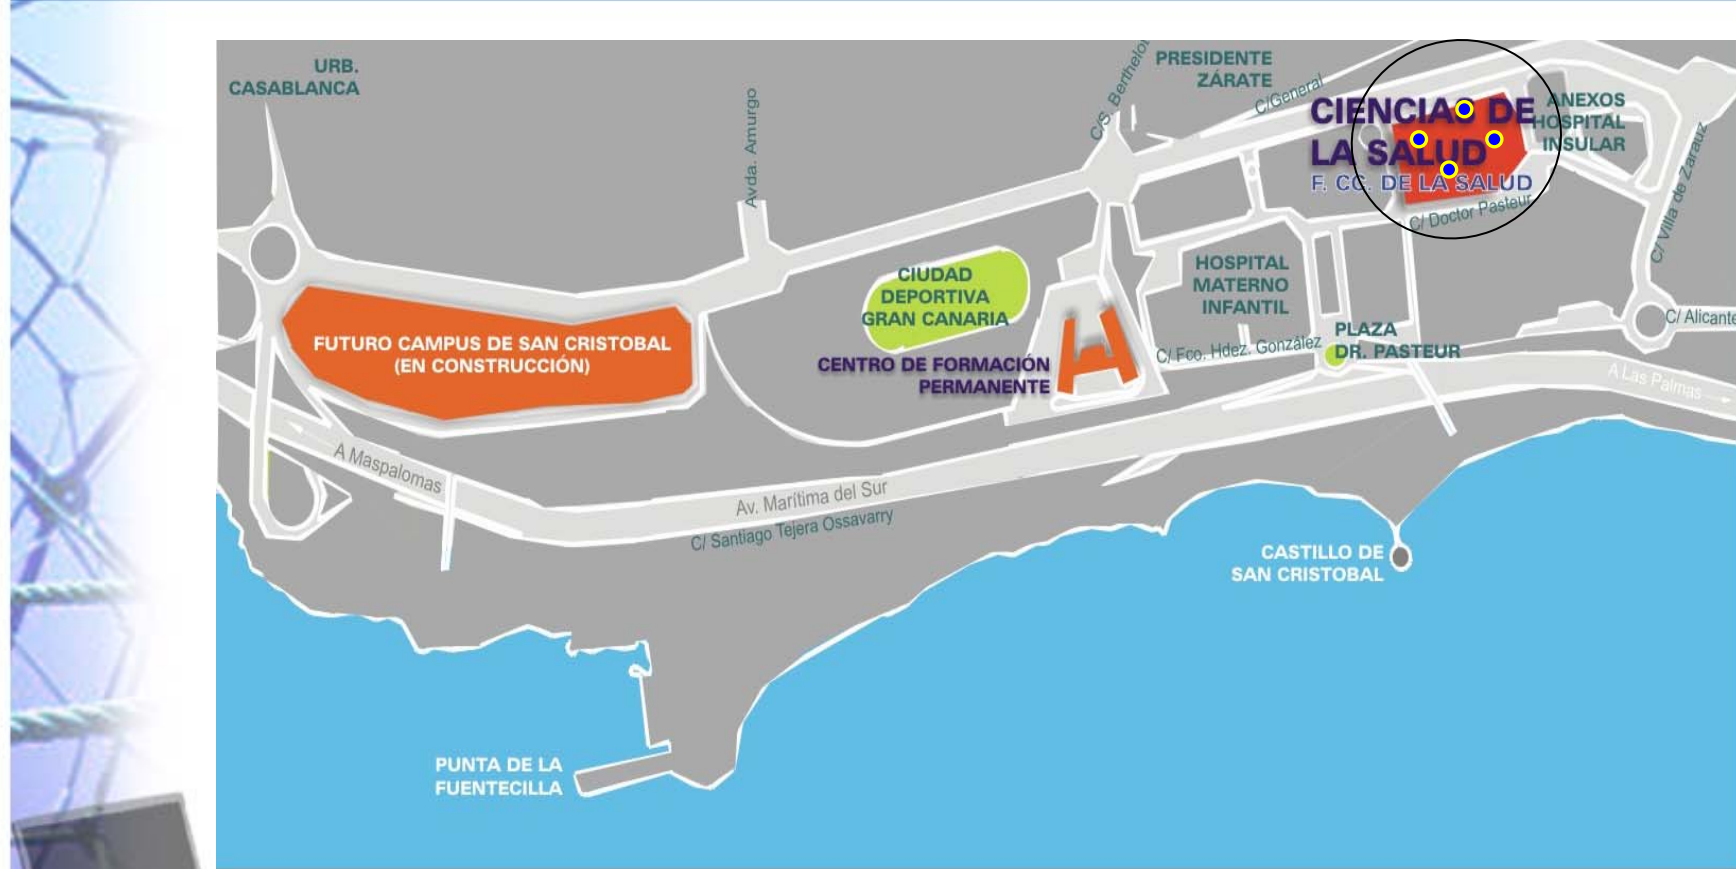 URB.
CASABLANCA
Avda. Amurgo
C/S. Berthelot
PRESIDENTE
ZÁRATE
C/General
CIENCIAS DE
LA SALUD
F. CC. DE LA SALUD
C/ Doctor Pasteur
ANEXOS
HOSPITAL
INSULAR
C/ Villa de Zarauz
C/ Alicante
CIUDAD
DEPORTIVA
GRAN CANARIA
HOSPITAL
MATERNO
INFANTIL
FUTURO CAMPUS DE SAN CRISTOBAL
(EN CONSTRUCCIÓN)
CENTRO DE FORMACIÓN
PERMANENTE
C/ Fco. Hdez. González
PLAZA
DR. PASTEUR
A Las Palmas
A Maspalomas
Av. Marítima del Sur
C/ Santiago Tejera Ossavarry
CASTILLO DE
SAN CRISTOBAL
PUNTA DE LA
FUENTECILLA